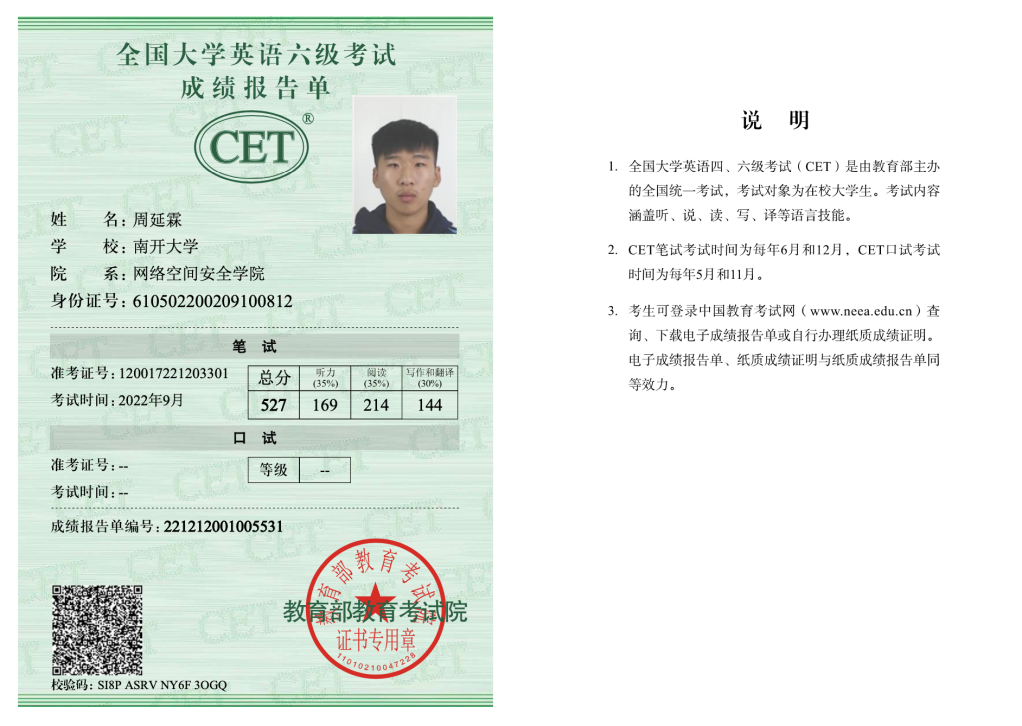 全国大学英语六级考试
成绩报告单
CET®
姓 名：周延霖
学 校：南开大学
院 系：网络空间安全学院
身份证号：610502200209100812
笔 试
准考证号：120017221203301
考试时间：2022年9月
总分 听力(35%) 阅读(35%) 写作和翻译(30%)
527 169 214 144
口 试
准考证号：--
考试时间：--
等级 --
成绩报告单编号：221212001005531
教育部教育考试院
教育部教育考试院
证书专用章
11010210047228
校验码：SI8P ASRV NY6F 3OGQ
说 明
1. 全国大学英语四、六级考试（CET）是由教育部主办
的全国统一考试，考试对象为在校大学生。考试内容
涵盖听、说、读、写、译等语言技能。
2. CET笔试考试时间为每年6月和12月，CET口试考试
时间为每年5月和11月。
3. 考生可登录中国教育考试网（www.neea.edu.cn）查
询、下载电子成绩报告单或自行办理纸质成绩证明。
电子成绩报告单、纸质成绩证明与纸质成绩报告单同
等效力。